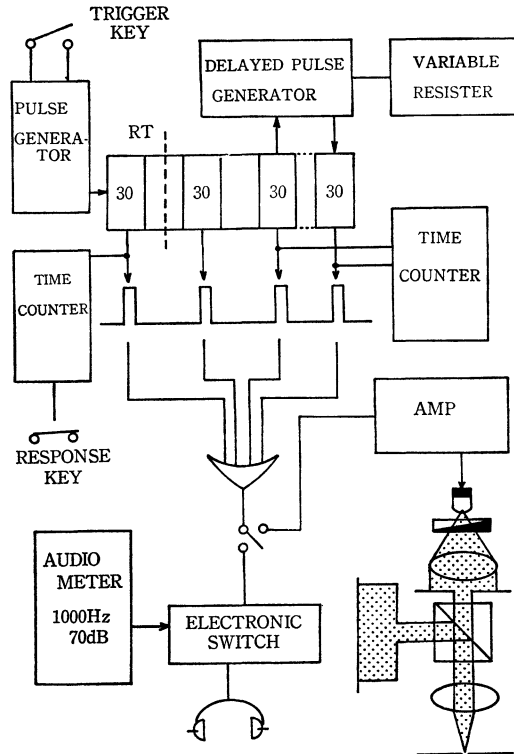 TRIGGER
KEY
DELAYED PULSE
GENERATOR
VARIABLE
RESISTER
PULSE
GENERA-
TOR
RT
30
30
30
30
TIME
COUNTER
TIME
COUNTER
RESPONSE
KEY
AMP
AUDIO
METER
1000Hz
70dB
ELECTRONIC
SWITCH